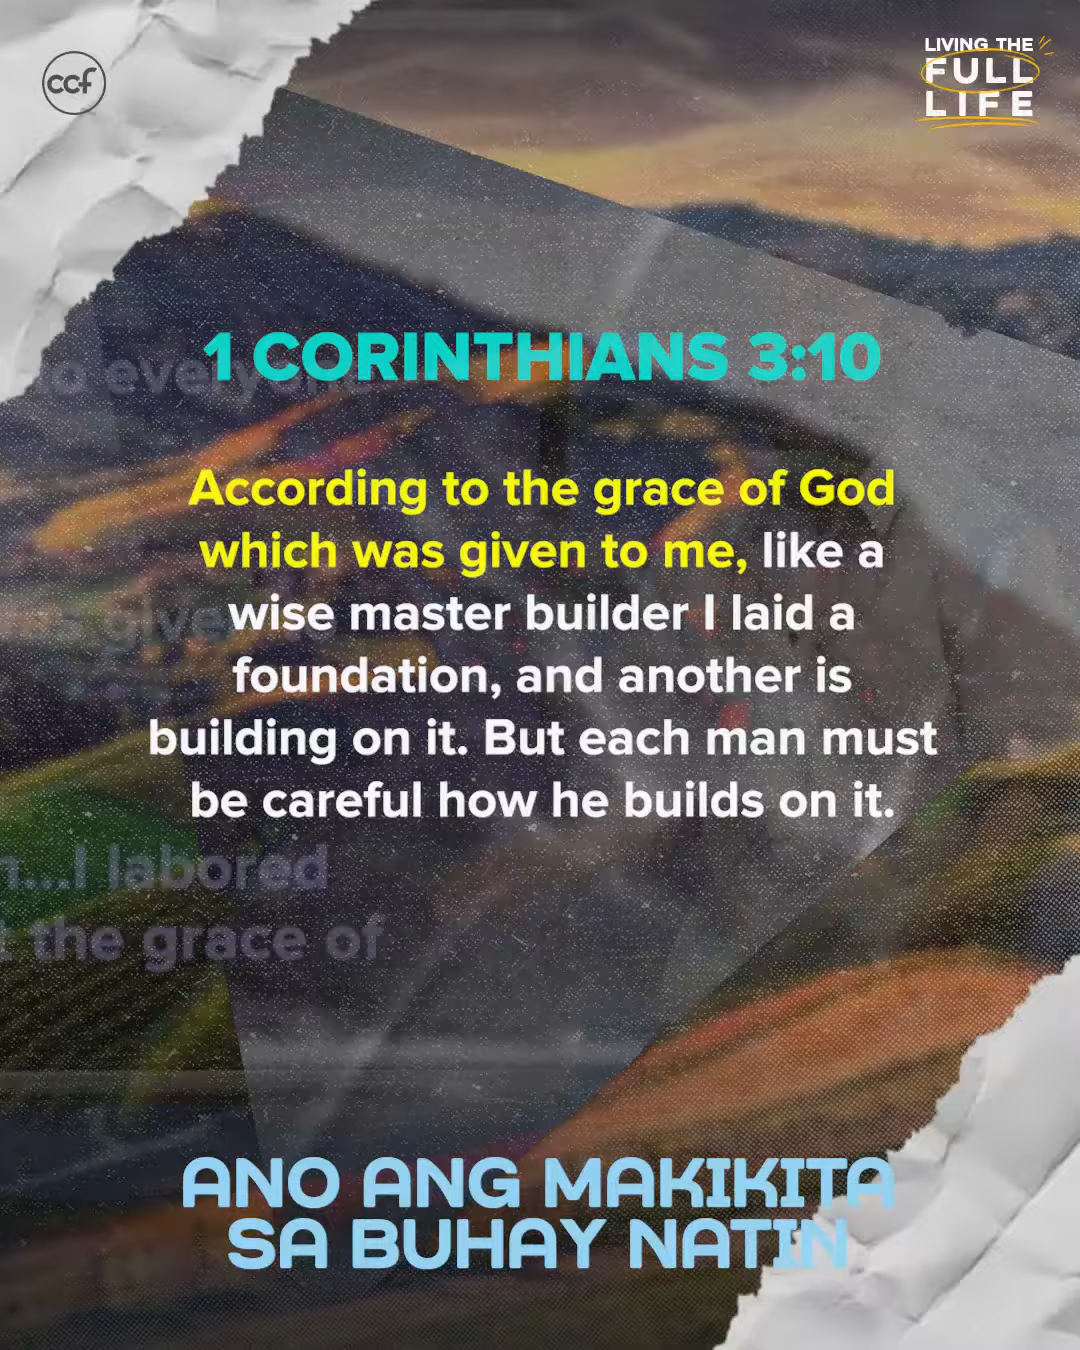 ccf
LIVING THE
FULL
LIFE
1 CORINTHIANS 3:10
According to the grace of God
which was given to me, like a
wise master builder I laid a
foundation, and another is
building on it. But each man must
be careful how he builds on it.
I labored
the grace of
ANO ANG MAKIKITA
SA BUHAY NATIN